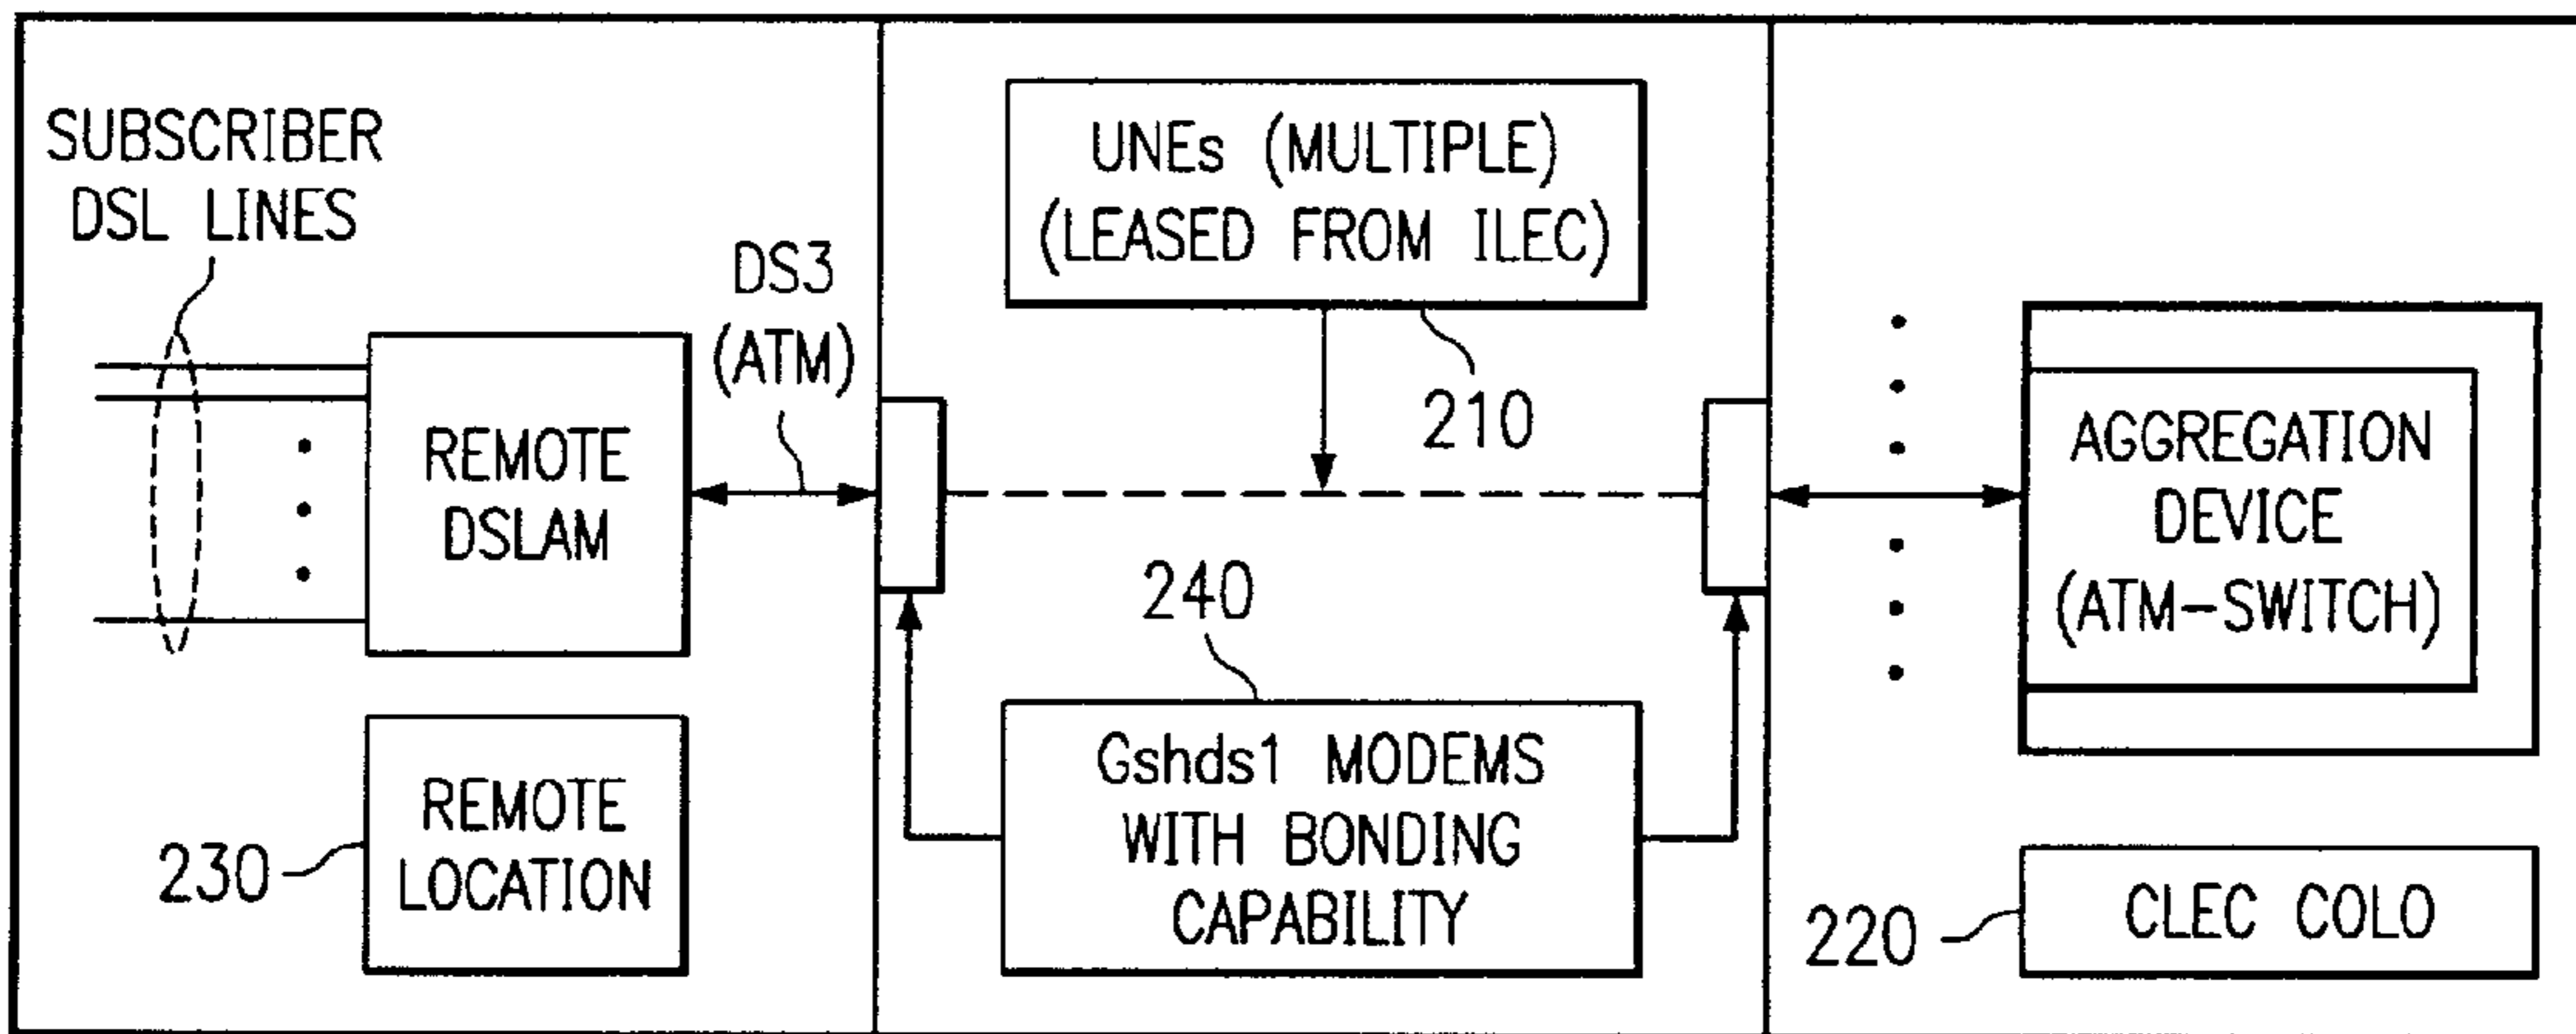 SUBSCRIBER
DSL LINES
DS3
(ATM)
REMOTE
DSLAM
REMOTE
LOCATION
230
UNEs (MULTIPLE)
(LEASED FROM ILEC)
210
240
Gshds1 MODEMS
WITH BONDING
CAPABILITY
AGGREGATION
DEVICE
(ATM-SWITCH)
220
CLEC COLO